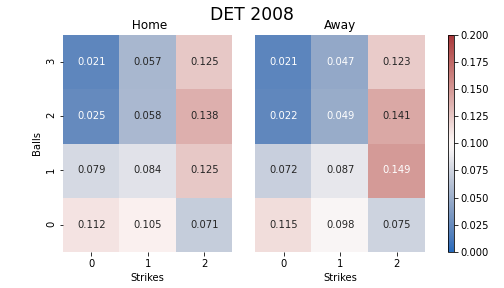 DET 2008
Home Away
3 0.021 0.057 0.125 0.021 0.047 0.123
2 0.025 0.058 0.138 0.022 0.049 0.141
1 0.079 0.084 0.125 0.072 0.087 0.149
0 0.112 0.105 0.071 0.115 0.098 0.075
0 1 2 0 1 2
Strikes Strikes
Balls
0.200
0.175
0.150
0.125
0.100
0.075
0.050
0.025
0.000